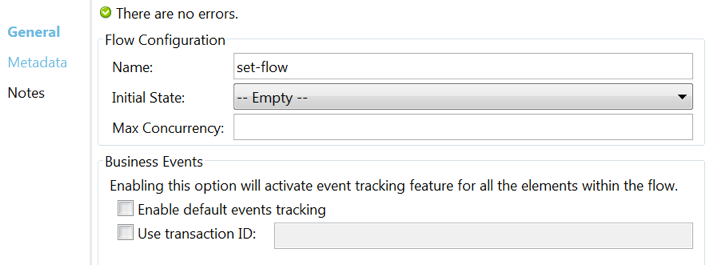 There are no errors.
General
Metadata
Notes
Flow Configuration
Name: set-flow
Initial State: -- Empty --
Max Concurrency:
Business Events
Enabling this option will activate event tracking feature for all the elements within the flow.
Enable default events tracking
Use transaction ID: